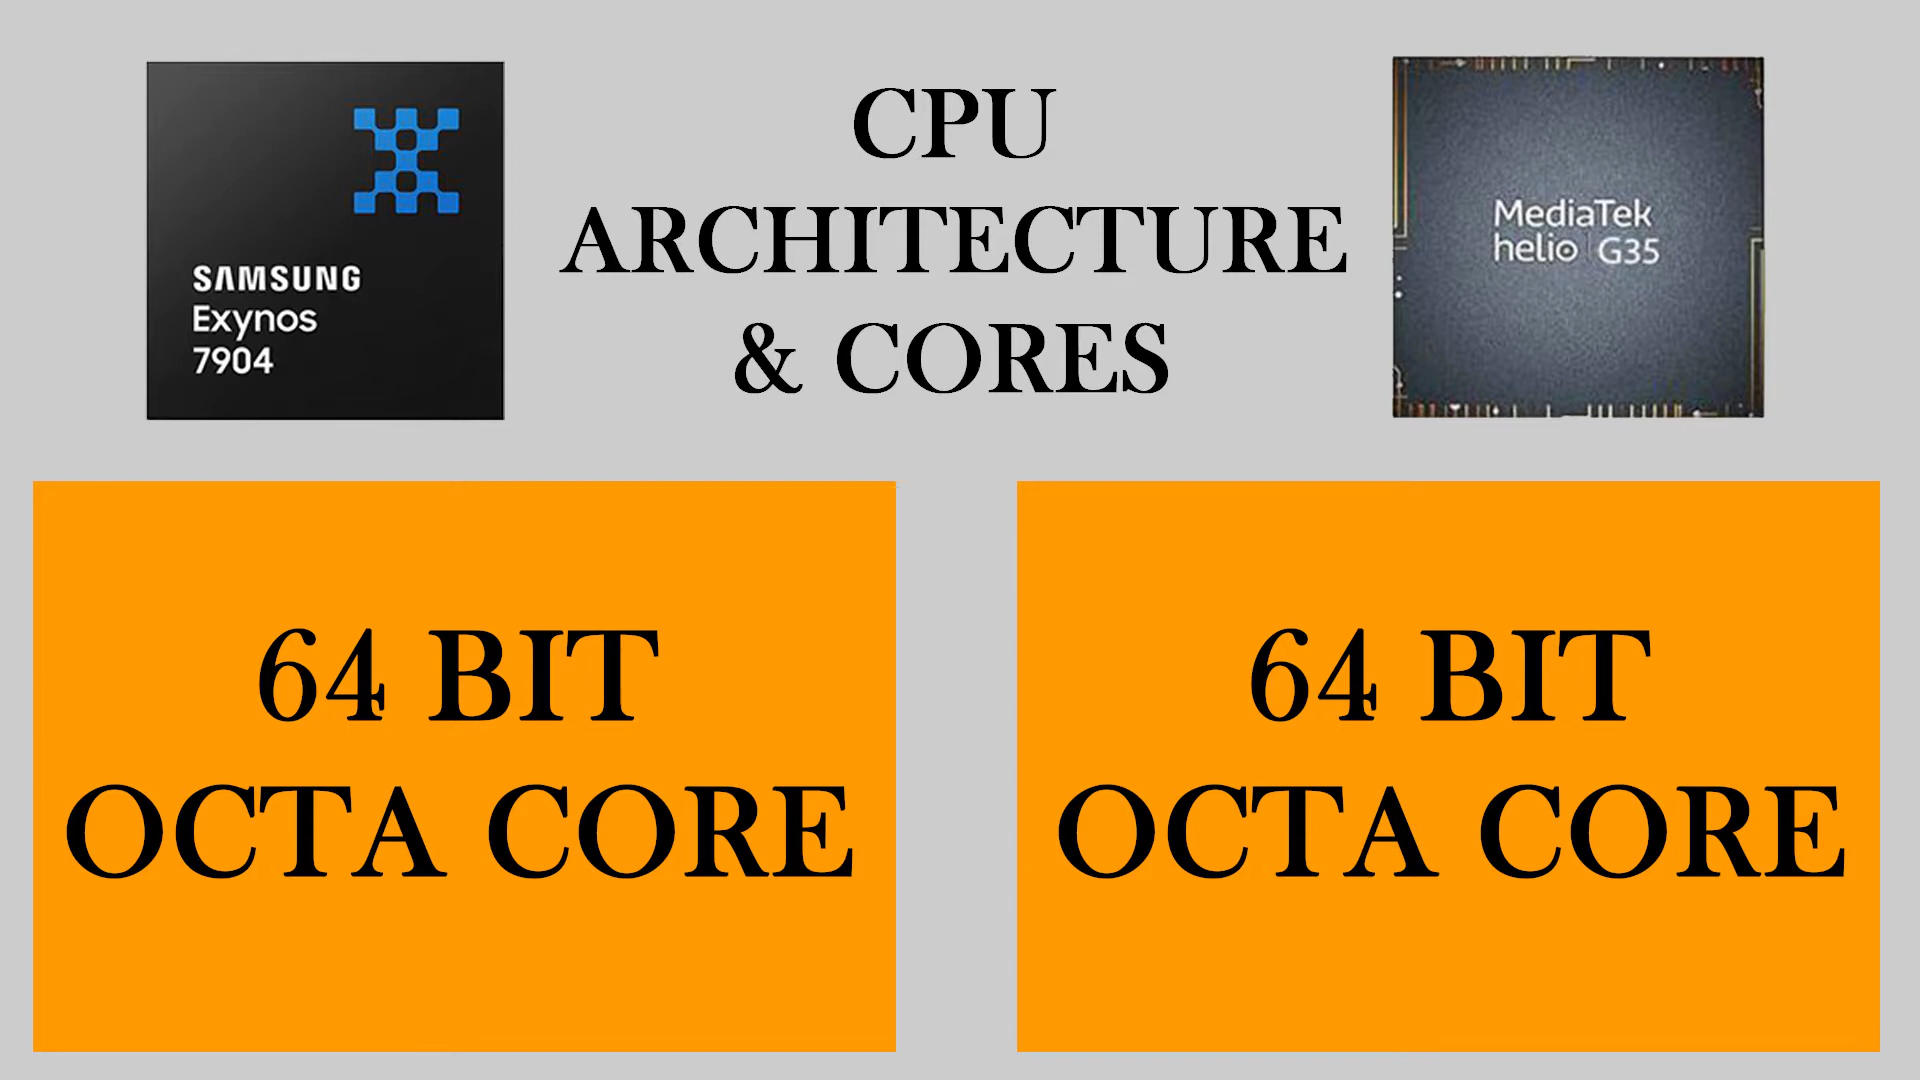 SAMSUNG
Exynos
7904
CPU
ARCHITECTURE
& CORES
MediaTek
helio G35
64 BIT
OCTA CORE
64 BIT
OCTA CORE